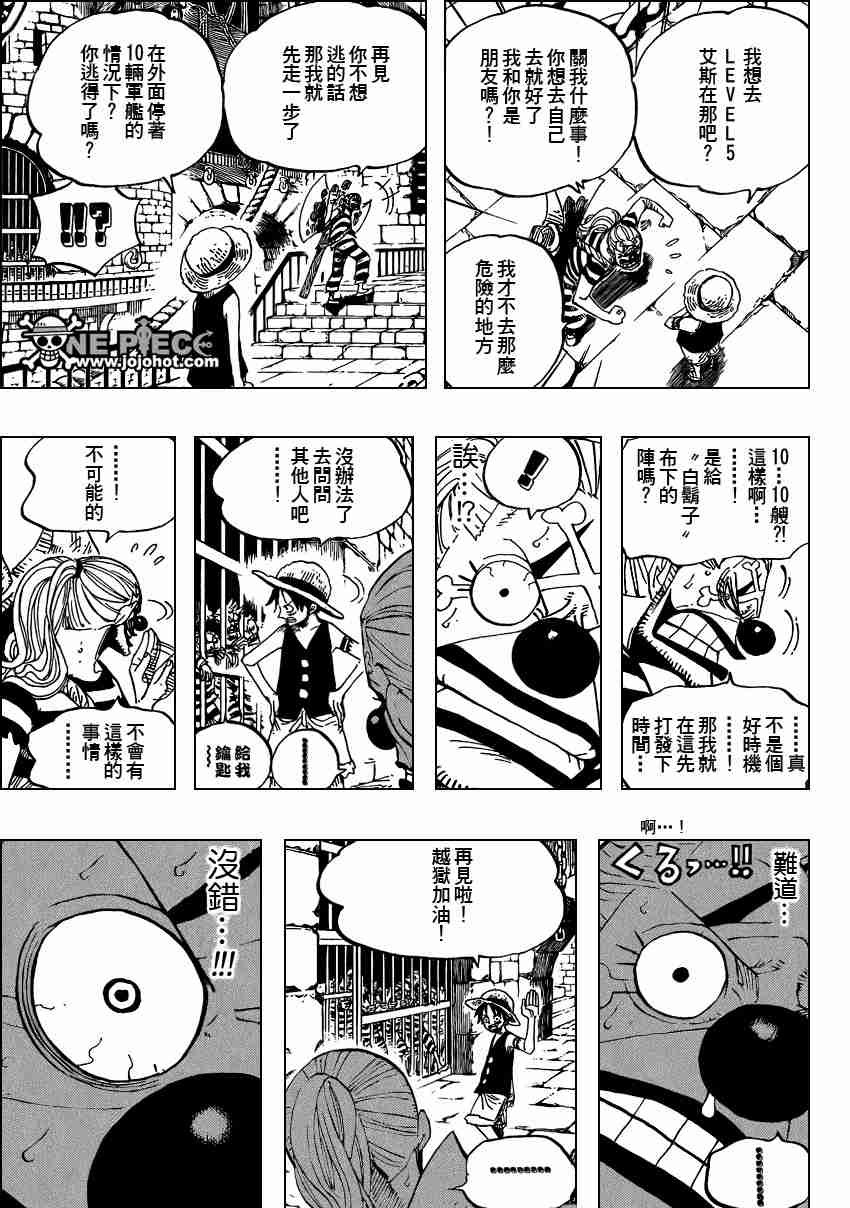 我想去
LEVEL5
艾斯在那吧?
關我什麼事!
你想去自己
去就好了
我和你是
朋友嗎?!
我才不去那麼
危險的地方
再見
你不想
逃的話
那我就
先走一步了
在外面停著
10輛軍艦的
情況下?
你逃得了嗎?
!!?
ONE PIECE
www.jojohot.com
10…10艘?!
這樣啊…
……!
是給
"白鬍子"
布下的
陣嗎?
……真
不是個
好時機
……!
那我就
在這先
打發下
時間…
!
誒…!?
沒辦法了
去問問
其他人吧
……!
………
給我
鑰匙
……!
不可能的
不會有
這樣的
事情
……
啊…!
難道…
くるッ…!!
………
再見啦!
越獄加油!
………
沒錯…!!!